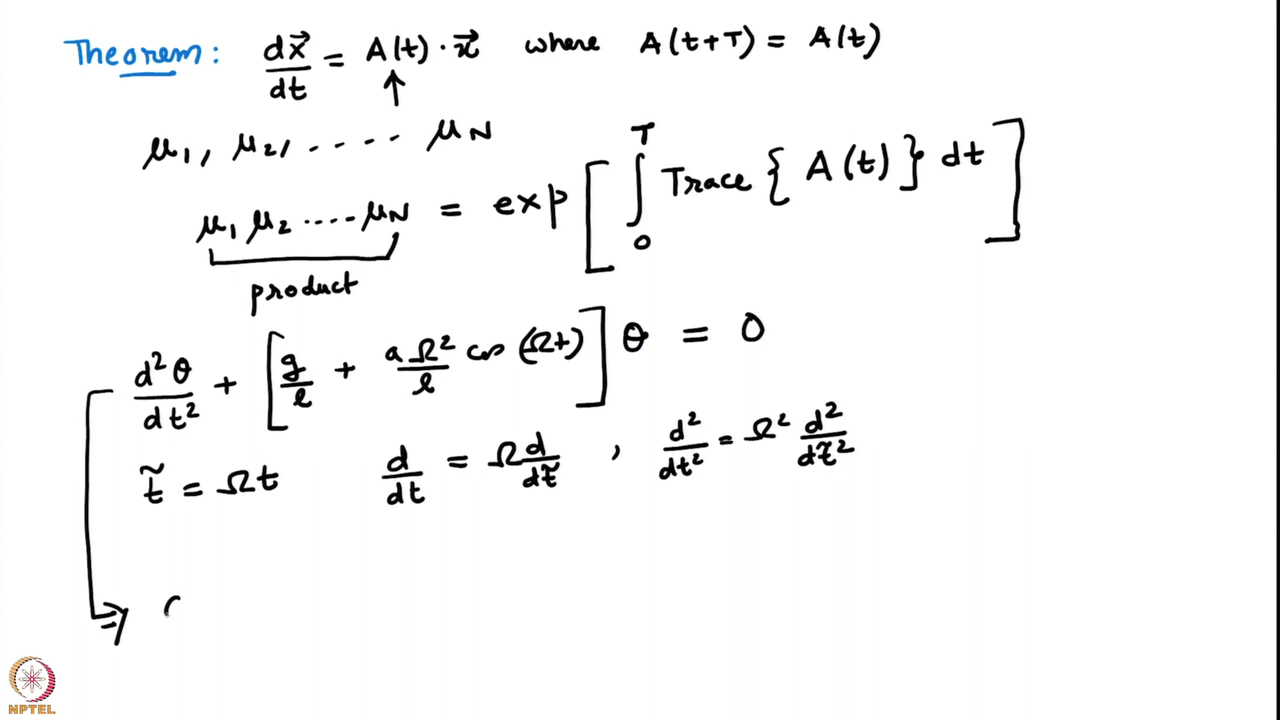 Theorem: dx⃗/dt = A(t)·x⃗ where A(t+T) = A(t)
↑
μ₁, μ₂, ..... μN
μ₁ μ₂ ..... μN = exp[ ∫₀ᵀ Trace { A(t) } dt ]
product
d²θ/dt² + [ g/l + aΩ²/l cos (Ωt) ] θ = 0
t̃ = Ωt d/dt = Ω d/dt̃ , d²/dt² = Ω² d²/dt̃²
⇒
NPTEL